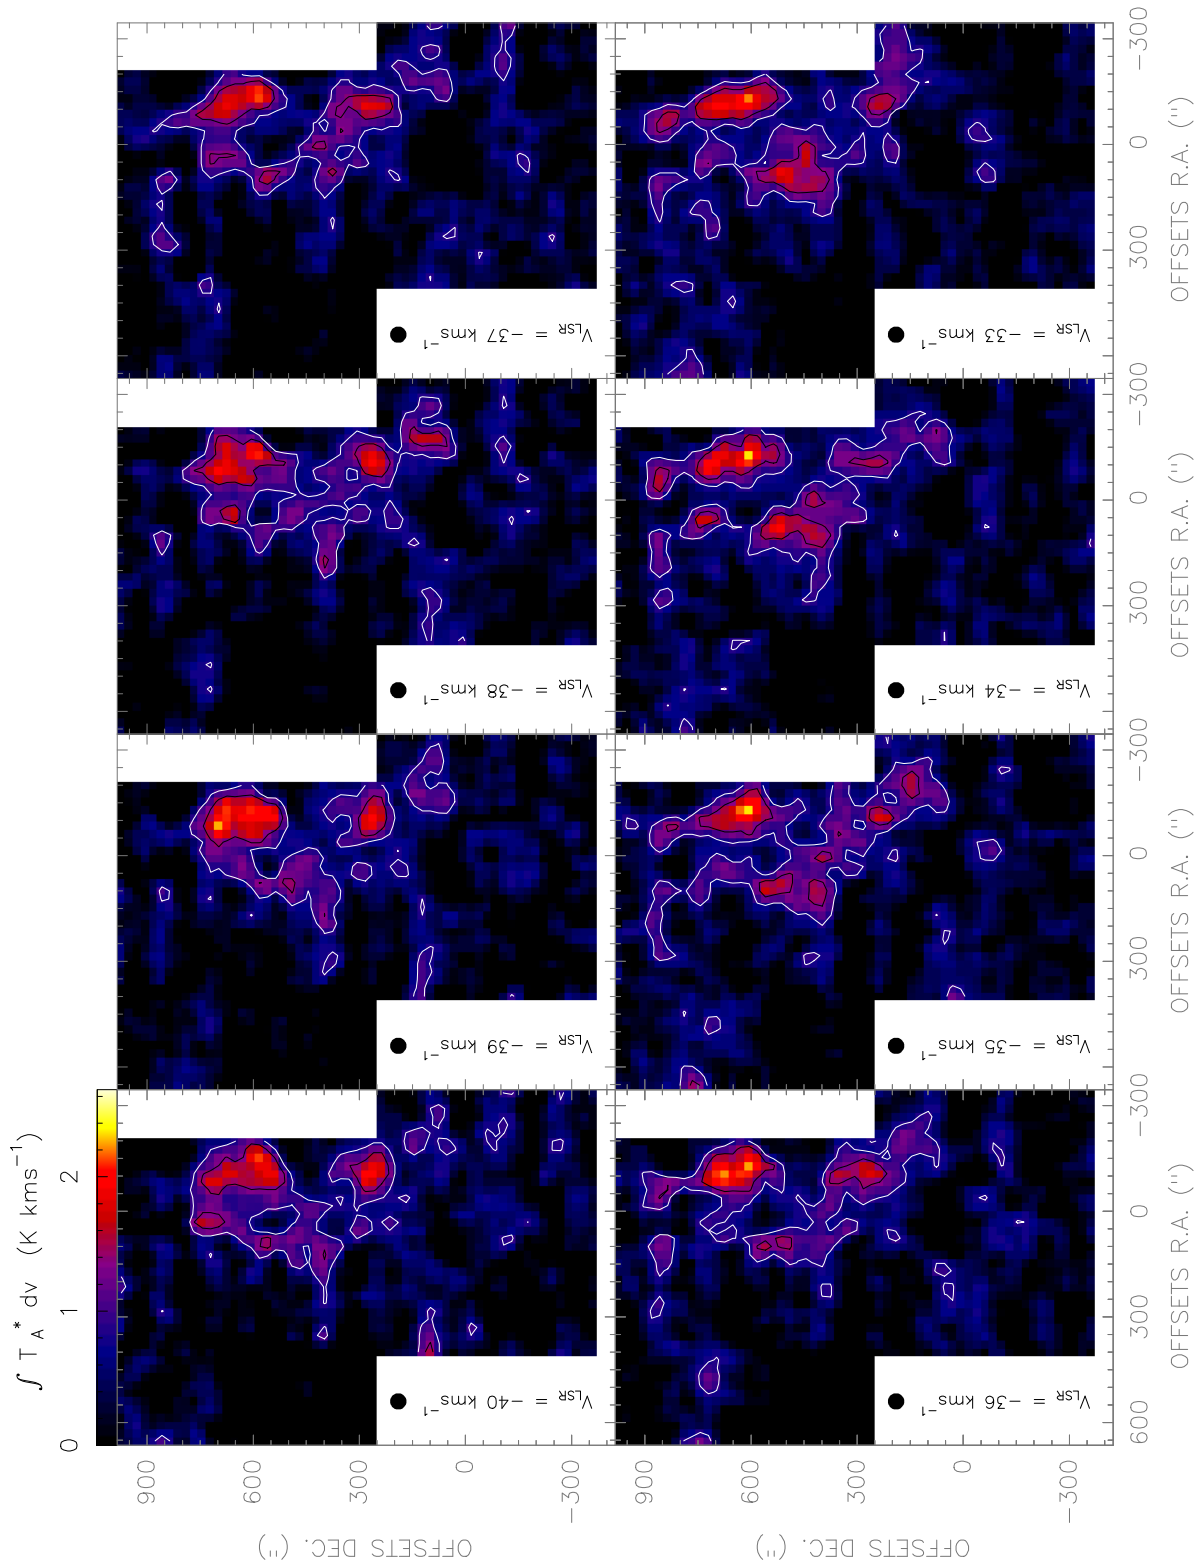 ∫ T_A^* dv (K kms⁻¹)
0 1 2
V_LSR = −40 kms⁻¹
V_LSR = −39 kms⁻¹
V_LSR = −38 kms⁻¹
V_LSR = −37 kms⁻¹
V_LSR = −36 kms⁻¹
V_LSR = −35 kms⁻¹
V_LSR = −34 kms⁻¹
V_LSR = −33 kms⁻¹
900
600
300
0
−300
OFFSETS DEC. (")
900
600
300
0
−300
OFFSETS DEC. (")
600 300 0 −300
300 0 −300
300 0 −300
300 0 −300
OFFSETS R.A. (")
OFFSETS R.A. (")
OFFSETS R.A. (")
OFFSETS R.A. (")